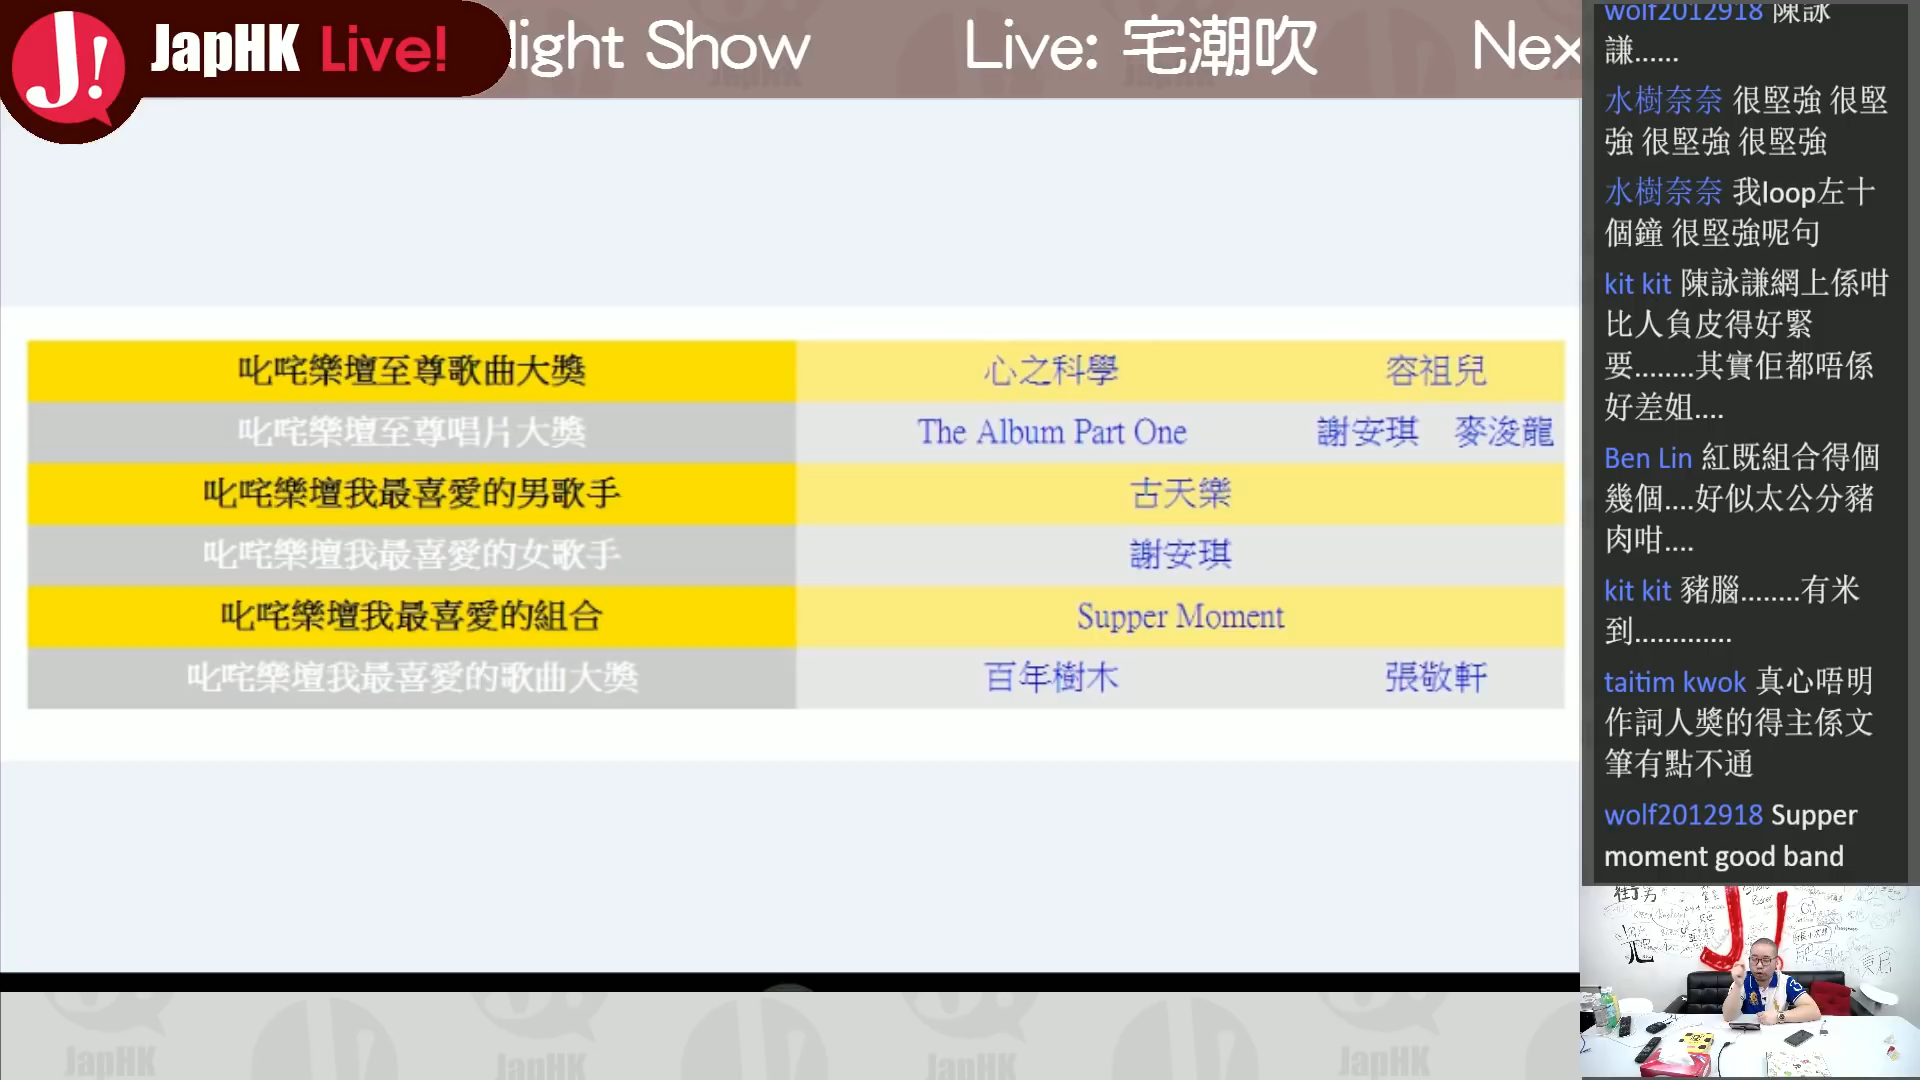 J! JapHK Live!
light Show Live: 宅潮吹 Nex
叱咤樂壇至尊歌曲大獎 心之科學 容祖兒
叱咤樂壇至尊唱片大獎 The Album Part One 謝安琪 麥浚龍
叱咤樂壇我最喜愛的男歌手 古天樂
叱咤樂壇我最喜愛的女歌手 謝安琪
叱咤樂壇我最喜愛的組合 Supper Moment
叱咤樂壇我最喜愛的歌曲大獎 百年樹木 張敬軒
wolf2012918 陳詠
謙......
水樹奈奈 很堅強 很堅
強 很堅強 很堅強
水樹奈奈 我loop左十
個鐘 很堅強呢句
kit kit 陳詠謙網上係咁
比人負皮得好緊
要........其實佢都唔係
好差姐....
Ben Lin 紅既組合得個
幾個....好似太公分豬
肉咁....
kit kit 豬腦........有米
到.............
taitim kwok 真心唔明
作詞人獎的得主係文
筆有點不通
wolf2012918 Supper
moment good band
J!
JapHK
JapHK
JapHK
JapHK